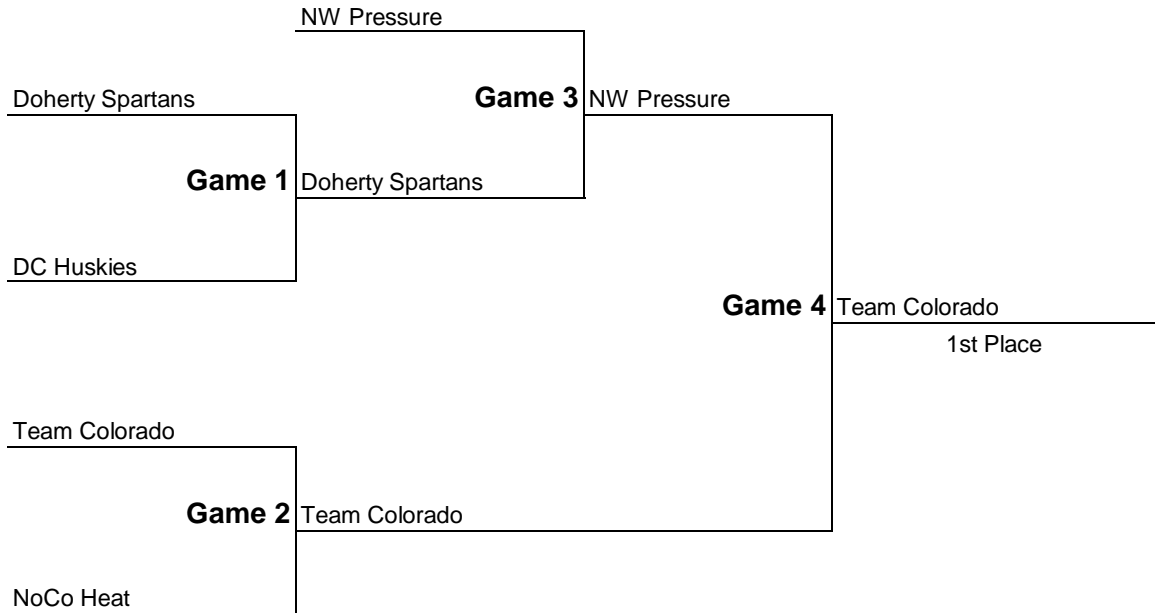 NW Pressure
Doherty Spartans
Game 3 NW Pressure
Game 1 Doherty Spartans
DC Huskies
Game 4 Team Colorado
1st Place
Team Colorado
Game 2 Team Colorado
NoCo Heat